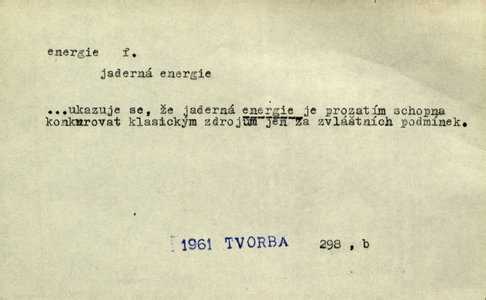 energie f.
jaderná energie
...ukazuje se, že jaderná energie je prozatím schopna
konkurovat klasickým zdrojům jen za zvláštních podmínek.
1961 TVORBA 298 , b